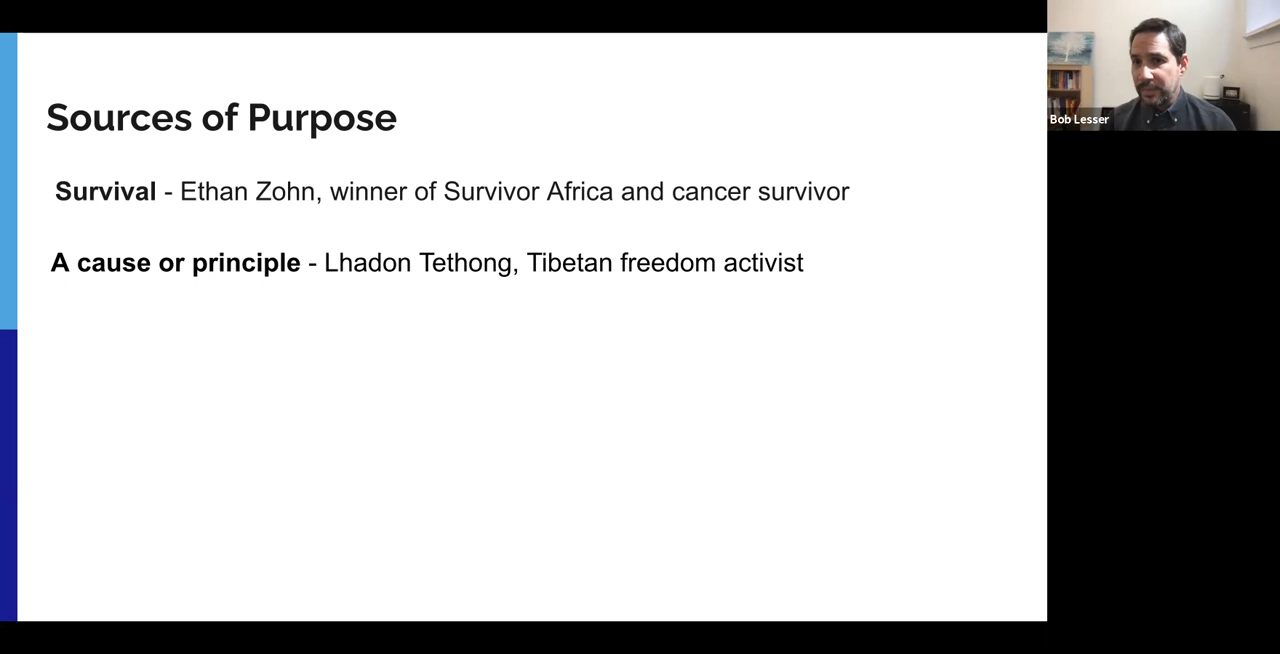 Sources of Purpose
Survival - Ethan Zohn, winner of Survivor Africa and cancer survivor
A cause or principle - Lhadon Tethong, Tibetan freedom activist
Bob Lesser